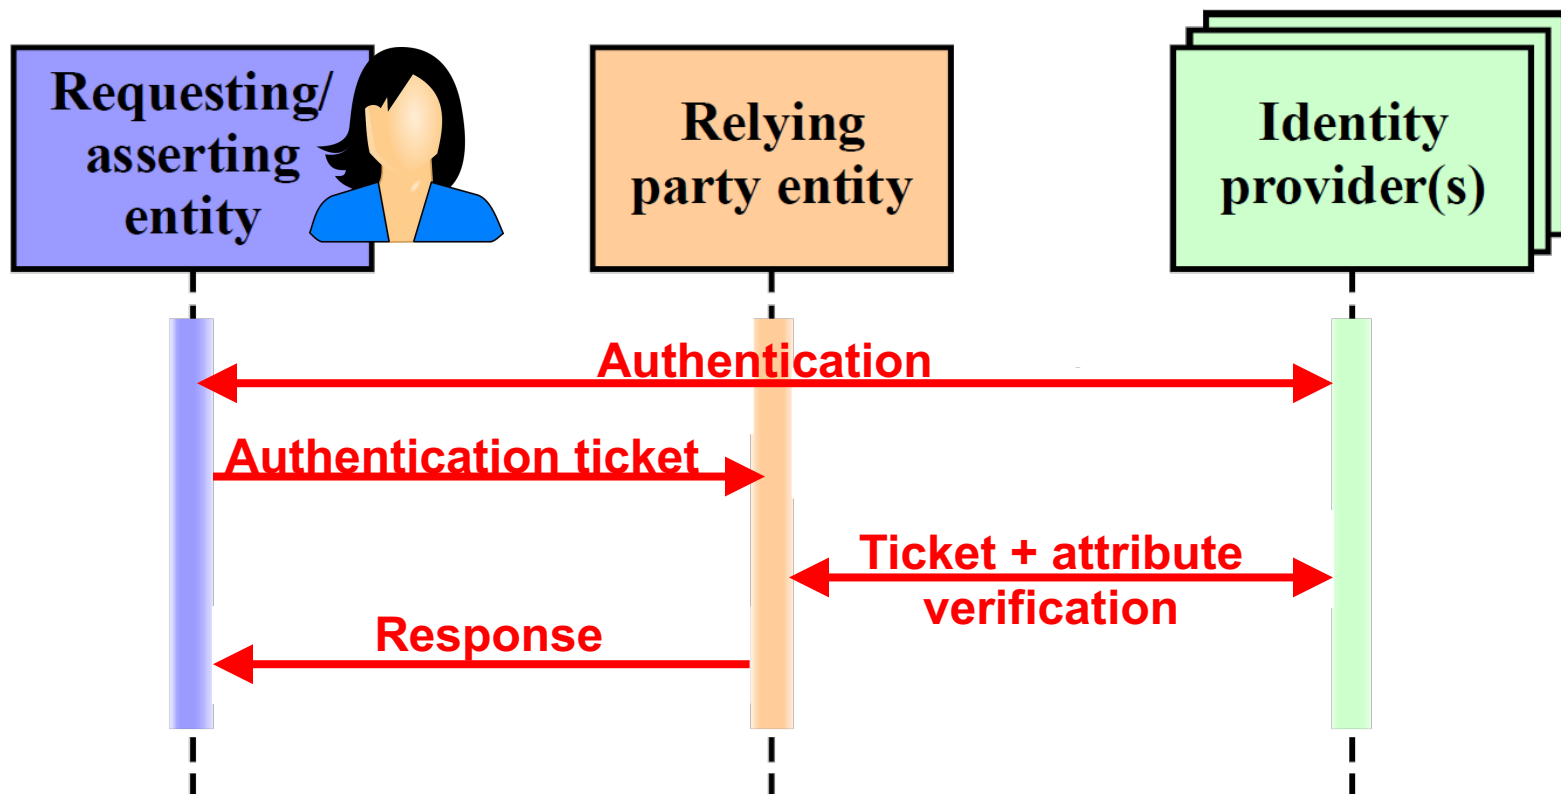 Requesting/
asserting
entity
Relying
party entity
Identity
provider(s)
Authentication
Authentication ticket
Ticket + attribute
verification
Response